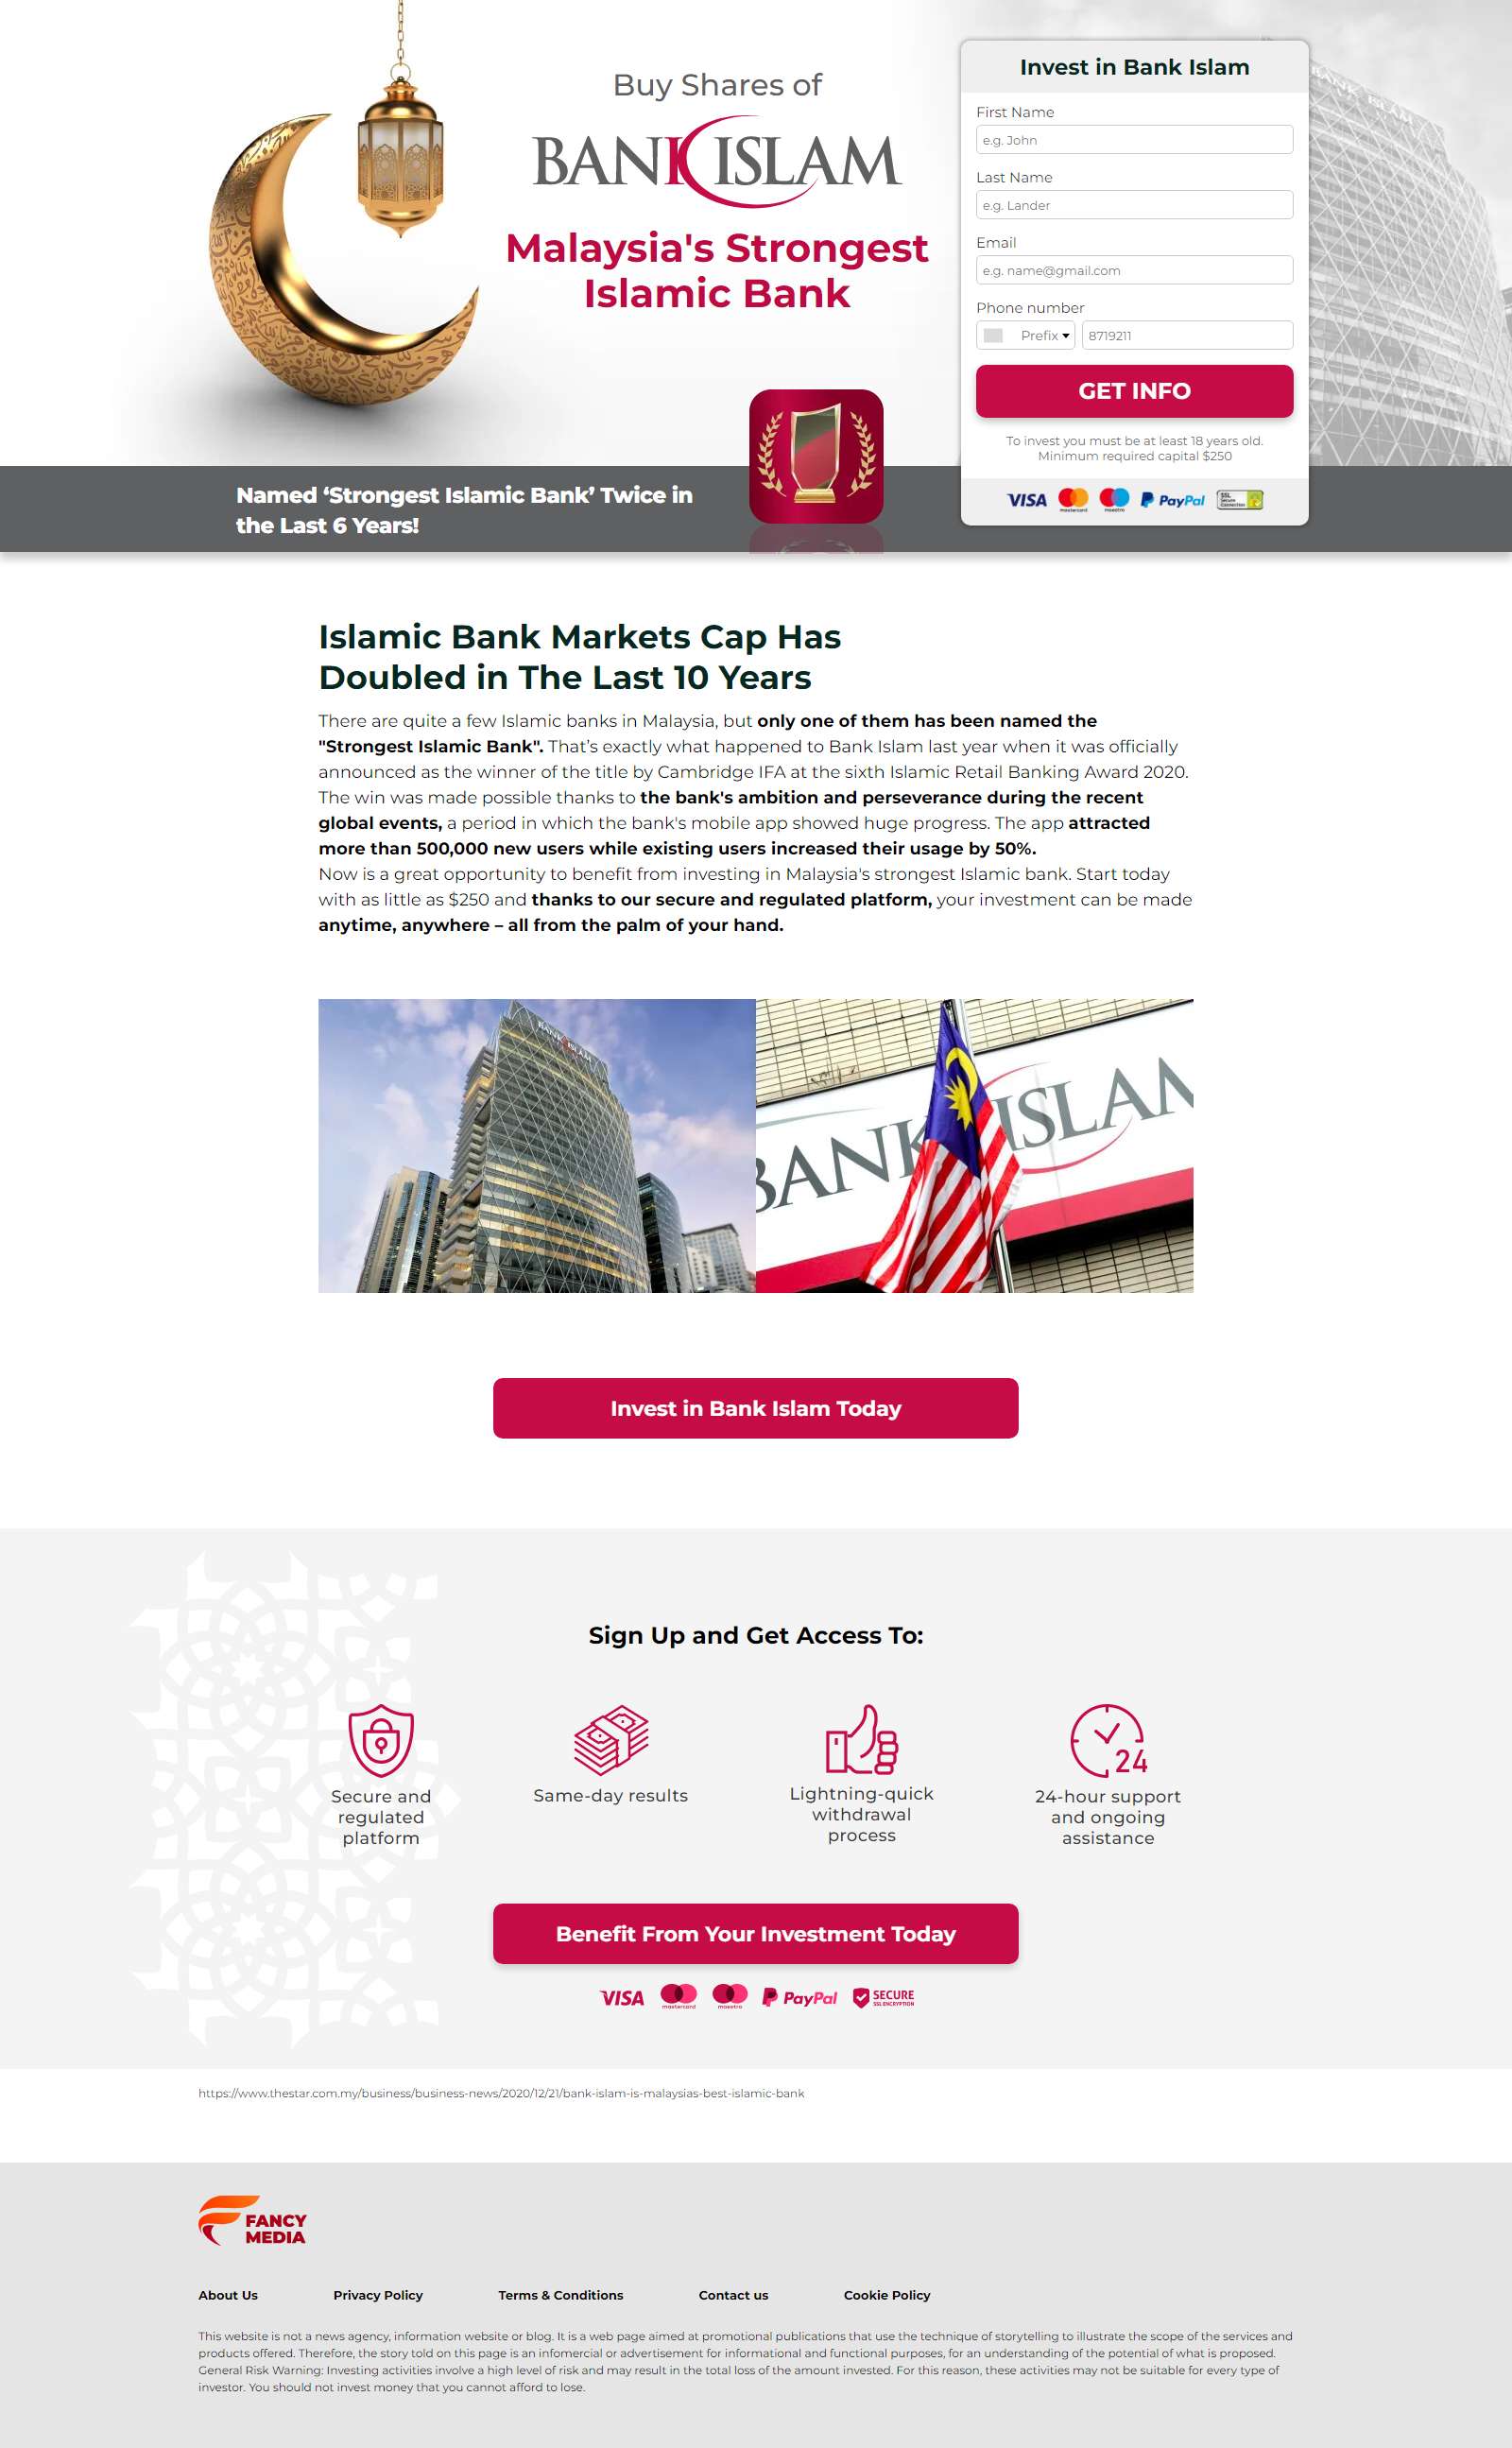 Buy Shares of
BANK ISLAM
Malaysia's Strongest
Islamic Bank
Named ‘Strongest Islamic Bank’ Twice in
the Last 6 Years!
Invest in Bank Islam
First Name
e.g. John
Last Name
e.g. Lander
Email
e.g. name@gmail.com
Phone number
Prefix 8719211
GET INFO
To invest you must be at least 18 years old.
Minimum required capital $250
VISA mastercard maestro PayPal SSL Secure Connection
BANK ISLAM
Islamic Bank Markets Cap Has
Doubled in The Last 10 Years
There are quite a few Islamic banks in Malaysia, but only one of them has been named the
"Strongest Islamic Bank". That’s exactly what happened to Bank Islam last year when it was officially
announced as the winner of the title by Cambridge IFA at the sixth Islamic Retail Banking Award 2020.
The win was made possible thanks to the bank's ambition and perseverance during the recent
global events, a period in which the bank's mobile app showed huge progress. The app attracted
more than 500,000 new users while existing users increased their usage by 50%.
Now is a great opportunity to benefit from investing in Malaysia's strongest Islamic bank. Start today
with as little as $250 and thanks to our secure and regulated platform, your investment can be made
anytime, anywhere – all from the palm of your hand.
BANK ISLAM
BANK ISLAM
Invest in Bank Islam Today
Sign Up and Get Access To:
24
Secure and
regulated
platform
Same-day results
Lightning-quick
withdrawal
process
24-hour support
and ongoing
assistance
Benefit From Your Investment Today
VISA mastercard maestro PayPal SECURE SSL ENCRYPTION
https://www.thestar.com.my/business/business-news/2020/12/21/bank-islam-is-malaysias-best-islamic-bank
FANCY
MEDIA
About Us Privacy Policy Terms & Conditions Contact us Cookie Policy
This website is not a news agency, information website or blog. It is a web page aimed at promotional publications that use the technique of storytelling to illustrate the scope of the services and
products offered. Therefore, the story told on this page is an infomercial or advertisement for informational and functional purposes, for an understanding of the potential of what is proposed.
General Risk Warning: Investing activities involve a high level of risk and may result in the total loss of the amount invested. For this reason, these activities may not be suitable for every type of
investor. You should not invest money that you cannot afford to lose.